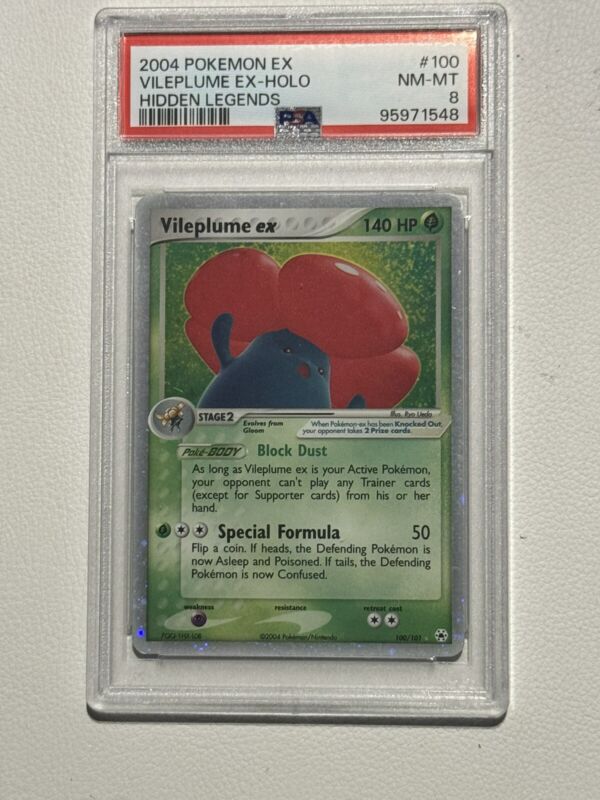 2004 POKEMON EX #100
VILEPLUME EX-HOLO NM-MT
HIDDEN LEGENDS 8
PSA 95971548
Vileplume ex 140 HP
Illus. Ryo Ueda
STAGE 2
Evolves from
Gloom
When Pokémon-ex has been Knocked Out,
your opponent takes 2 Prize cards.
Poké-BODY Block Dust
As long as Vileplume ex is your Active Pokémon,
your opponent can't play any Trainer cards
(except for Supporter cards) from his or her
hand.
Special Formula 50
Flip a coin. If heads, the Defending Pokémon is
now Asleep and Poisoned. If tails, the Defending
Pokémon is now Confused.
weakness resistance retreat cost
©2004 Pokémon/Nintendo 100/101